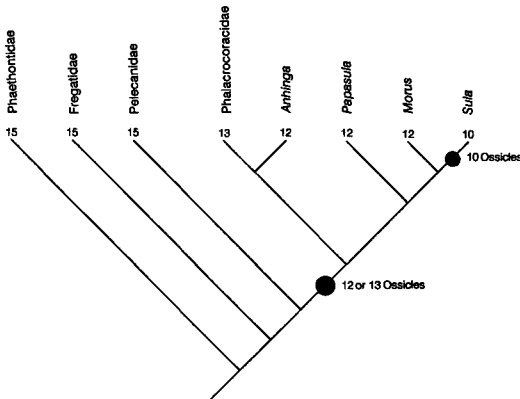 Phaethontidae
Fregatidae
Pelecanidae
Phalacrocoracidae
Anhinga
Papasula
Morus
Sula
15
15
15
13
12
12
12
10
10 Ossicles
12 or 13 Ossicles